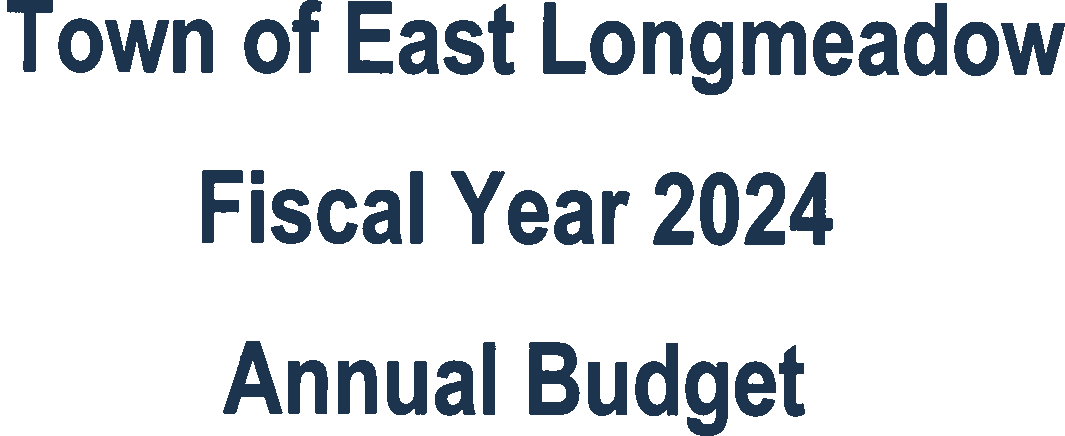 Town of East Longmeadow
Fiscal Year 2024
Annual Budget